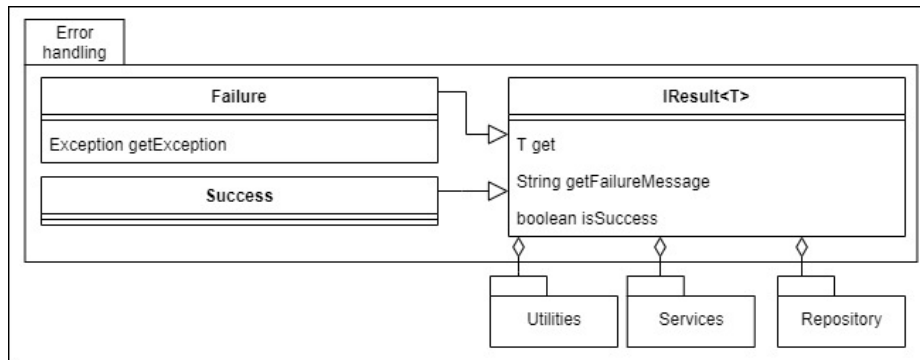 Error
handling
Failure
Exception getException
Success
IResult<T>
T get
String getFailureMessage
boolean isSuccess
Utilities
Services
Repository